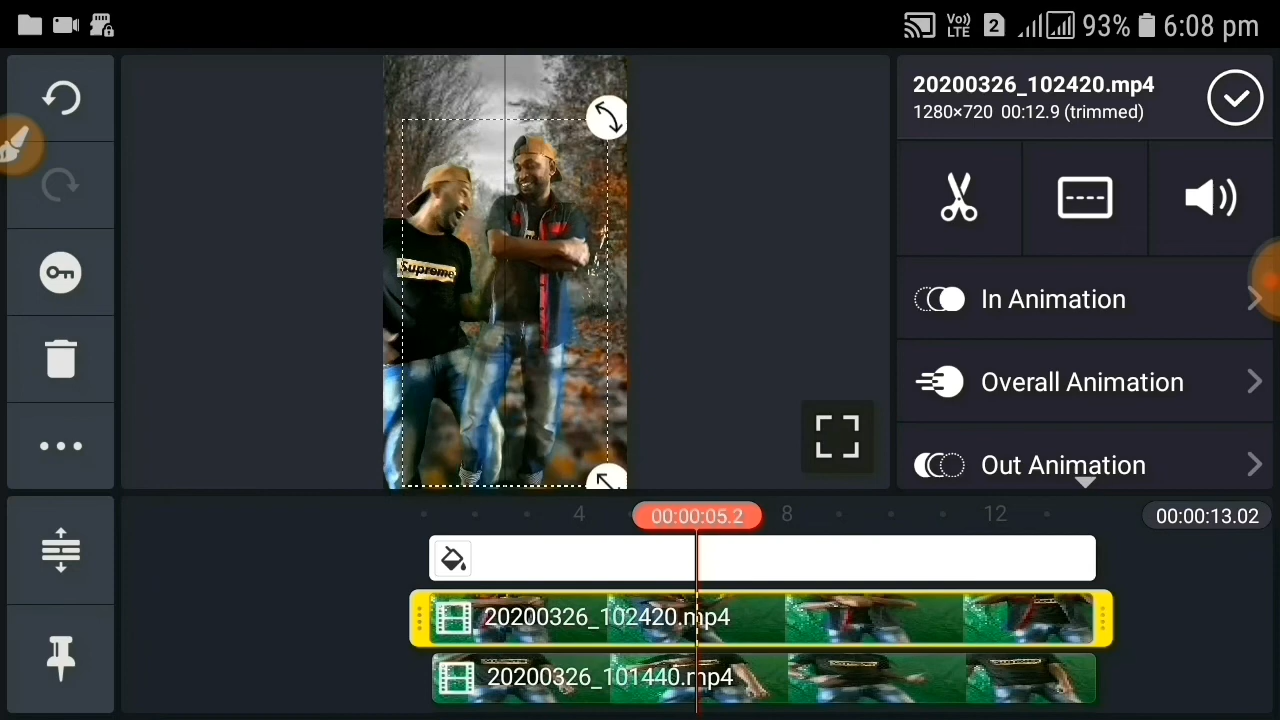 Vo))
LTE
2
93%
6:08 pm
20200326_102420.mp4
1280×720 00:12.9 (trimmed)
Supreme
In Animation
Overall Animation
Out Animation
4
00:00:05.2
8
12
00:00:13.02
20200326_102420.mp4
20200326_101440.mp4